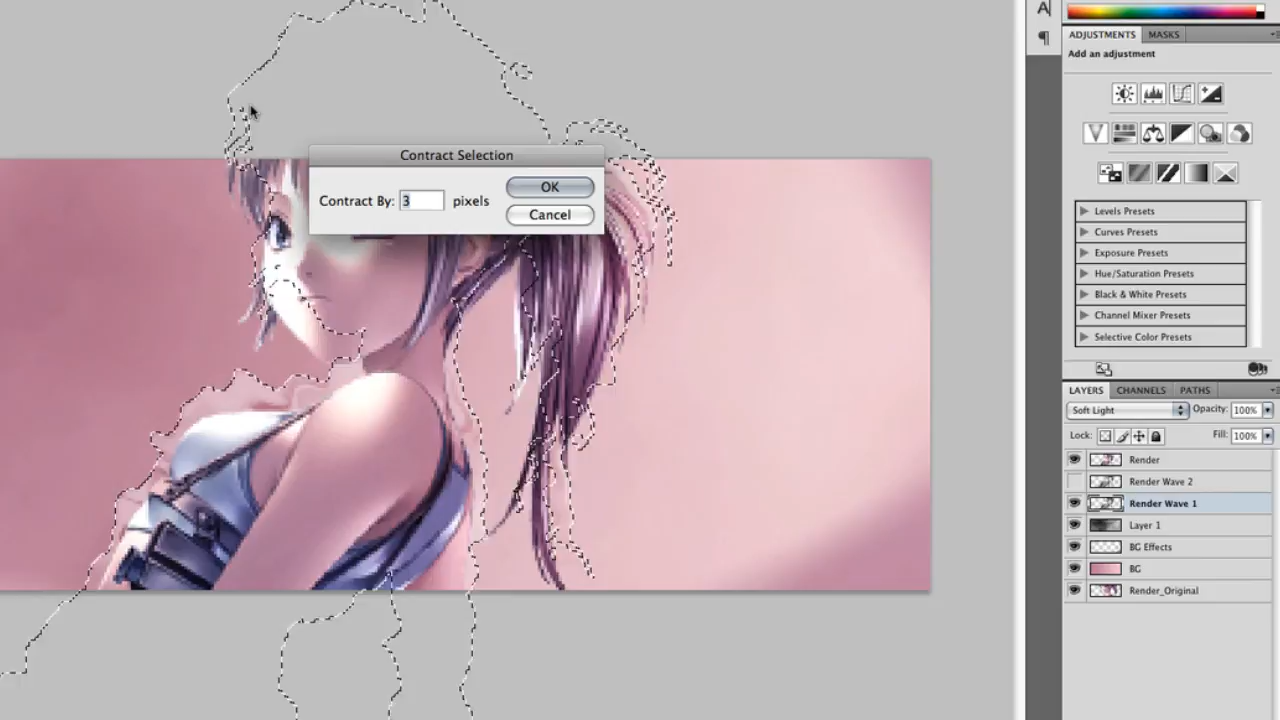 A
¶
ADJUSTMENTS MASKS
Add an adjustment
Contract Selection
Contract By: 3 pixels
OK
Cancel
Levels Presets
Curves Presets
Exposure Presets
Hue/Saturation Presets
Black & White Presets
Channel Mixer Presets
Selective Color Presets
LAYERS CHANNELS PATHS
Soft Light Opacity: 100%
Lock: Fill: 100%
Render
Render Wave 2
Render Wave 1
Layer 1
BG Effects
BG
Render_Original